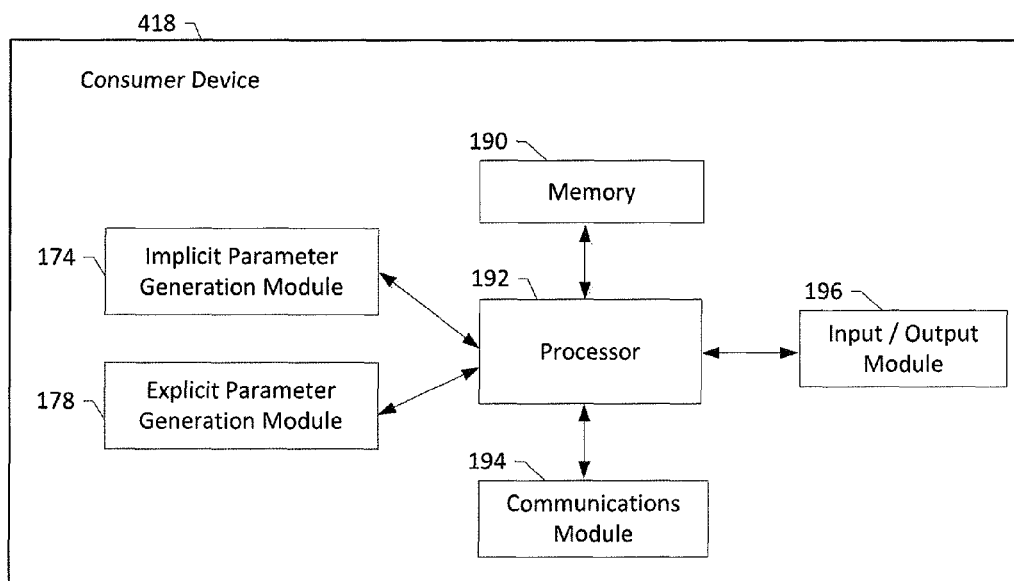 418
Consumer Device
190
Memory
174
Implicit Parameter
Generation Module
192
Processor
196
Input / Output
Module
178
Explicit Parameter
Generation Module
194
Communications
Module